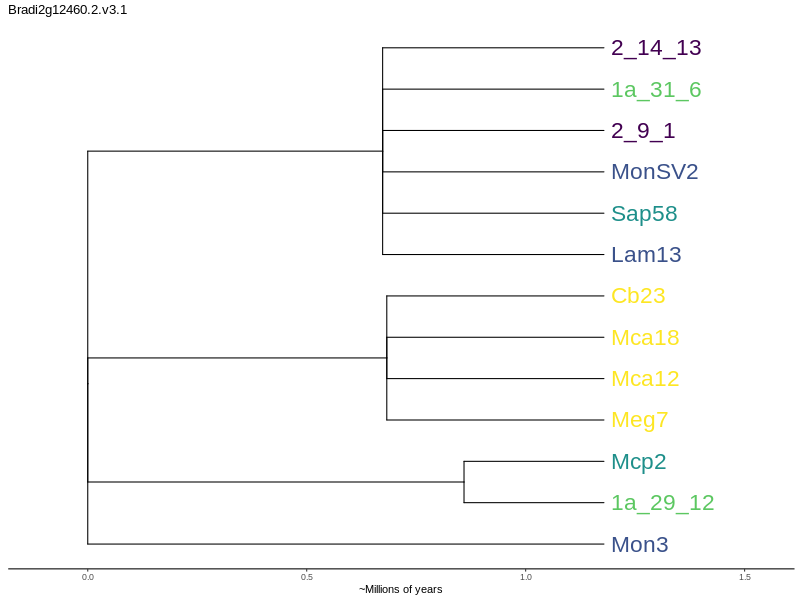 Bradi2g12460.2.v3.1
2_14_13
1a_31_6
2_9_1
MonSV2
Sap58
Lam13
Cb23
Mca18
Mca12
Meg7
Mcp2
1a_29_12
Mon3
0.0 0.5 1.0 1.5
~Millions of years